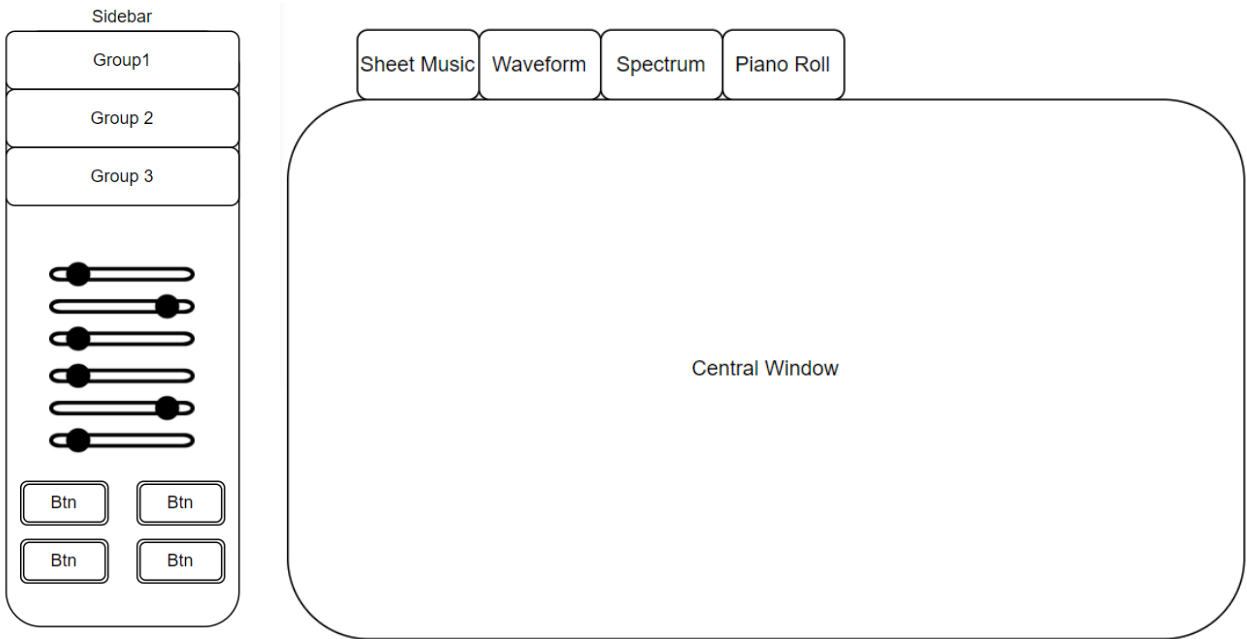 Sidebar
Group1
Group 2
Group 3
Btn
Btn
Btn
Btn
Sheet Music
Waveform
Spectrum
Piano Roll
Central Window